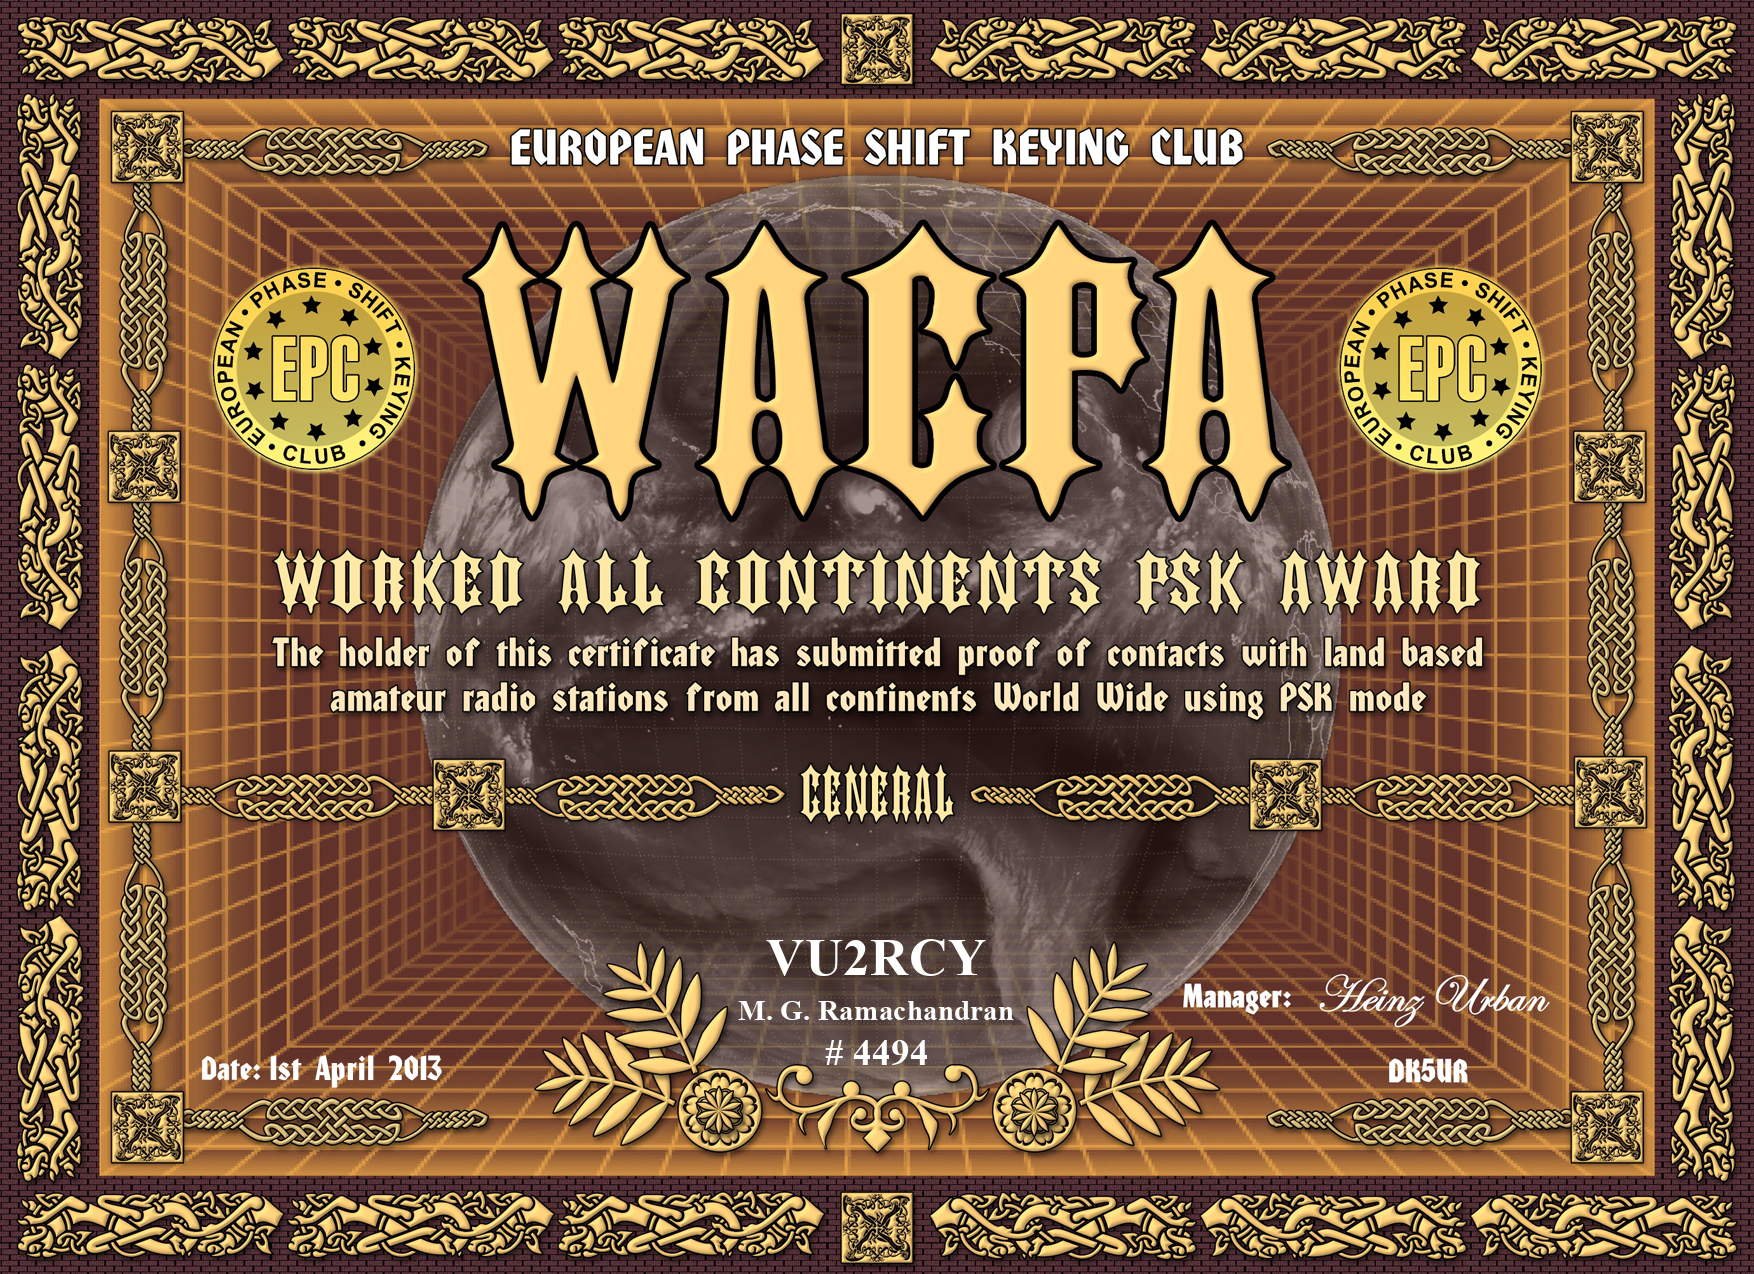 EUROPEAN PHASE SHIFT KEYING CLUB
WACPA
EUROPEAN • PHASE • SHIFT • KEYING • CLUB •
EPC
EUROPEAN • PHASE • SHIFT • KEYING • CLUB •
EPC
WORKED ALL CONTINENTS PSK AWARD
The holder of this certificate has submitted proof of contacts with land based
amateur radio stations from all continents World Wide using PSK mode
GENERAL
VU2RCY
M. G. Ramachandran
# 4494
Manager: Heinz Urban
DK5UR
Date: 1st April 2013